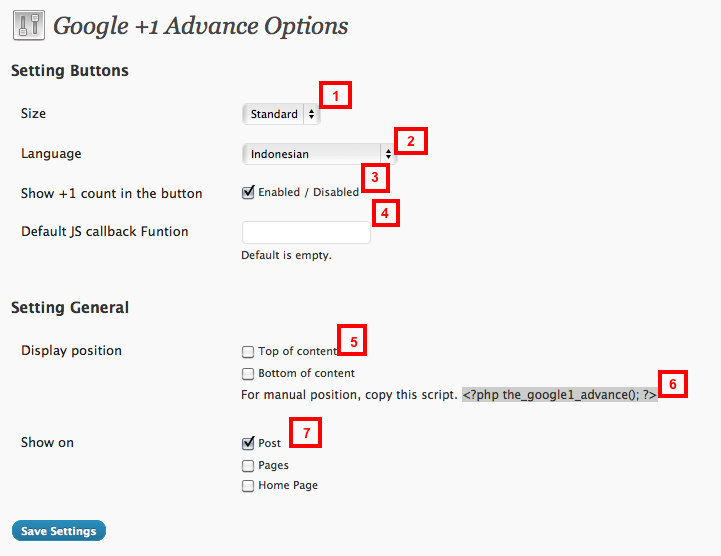 Google +1 Advance Options
Setting Buttons
1
Size Standard
2
Language Indonesian
3
Show +1 count in the button Enabled / Disabled
4
Default JS callback Funtion
Default is empty.
Setting General
5
Display position Top of content
Bottom of content
6
For manual position, copy this script. <?php the_google1_advance(); ?>
7
Show on Post
Pages
Home Page
Save Settings